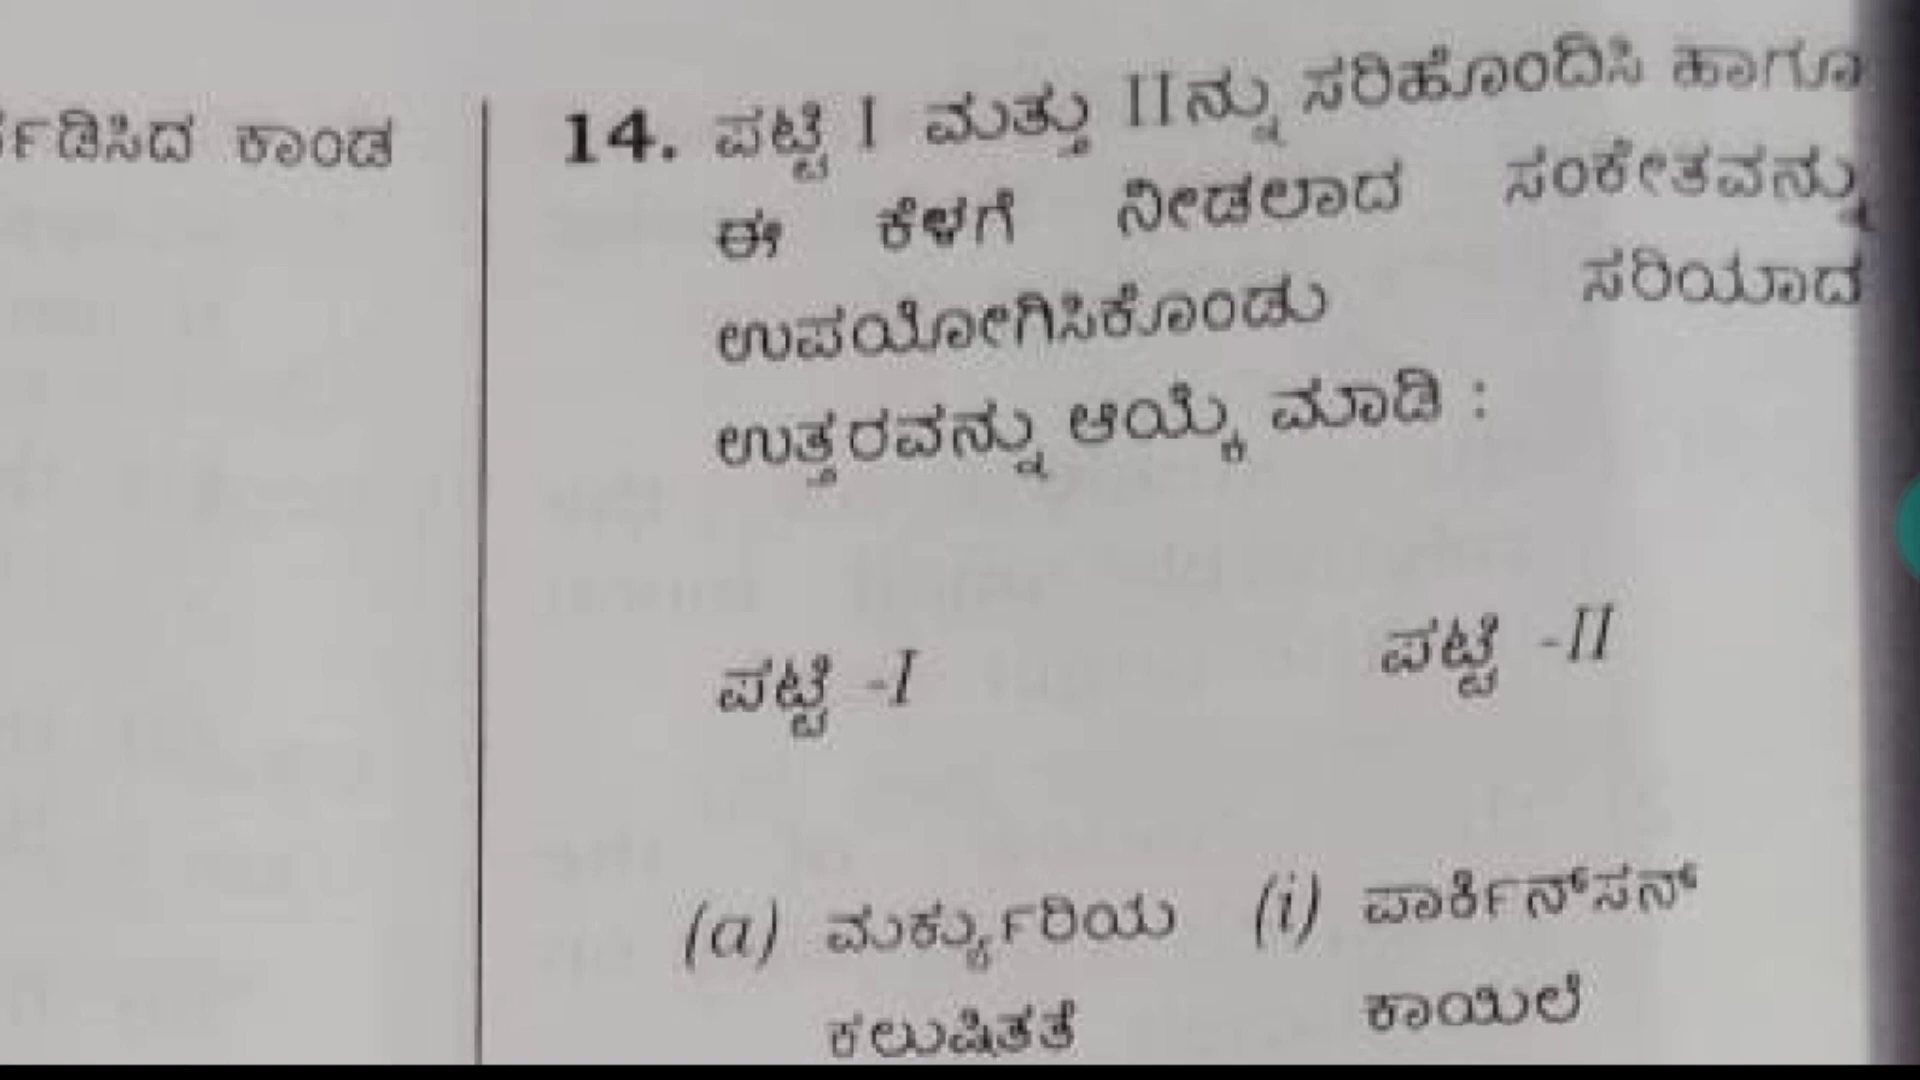 ಕಾಂಡ
14. ಪಟ್ಟಿ I ಮತ್ತು IIನ್ನು ಸರಿಹೊಂದಿಸಿ ಹಾಗೂ
ಈ ಕೆಳಗೆ ನೀಡಲಾದ ಸಂಕೇತವನ್ನು
ಉಪಯೋಗಿಸಿಕೊಂಡು ಸರಿಯಾದ
ಉತ್ತರವನ್ನು ಆಯ್ಕೆ ಮಾಡಿ :
ಪಟ್ಟಿ -I ಪಟ್ಟಿ -II
(a) ಮರ್ಕ್ಯುರಿಯ (i) ಪಾರ್ಕಿನ್‌ಸನ್
ಕಲುಷಿತತೆ ಕಾಯಿಲೆ